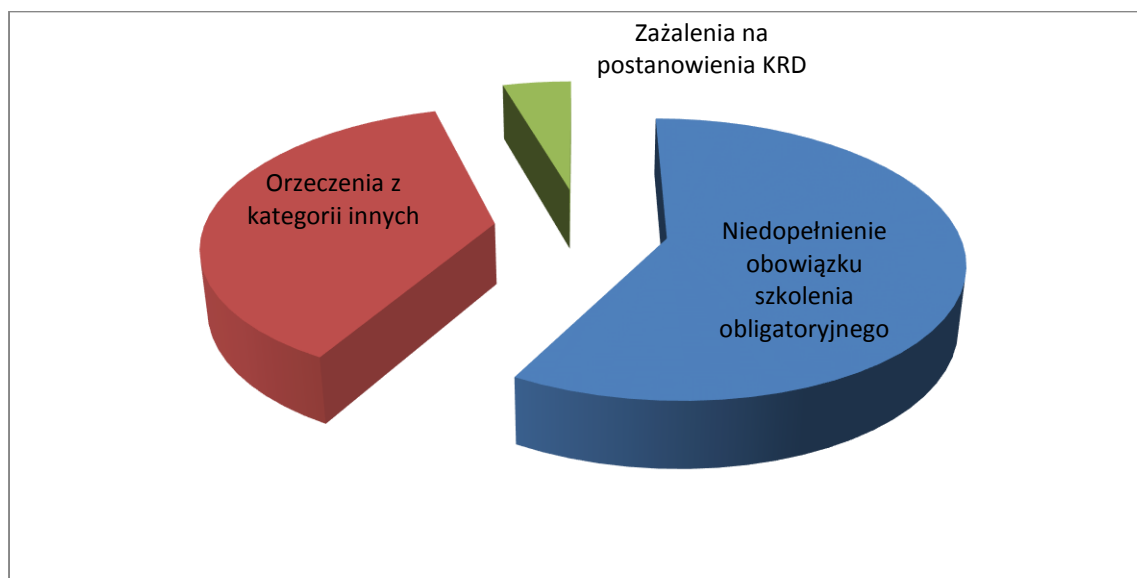 Zażalenia na
postanowienia KRD
Orzeczenia z
kategorii innych
Niedopełnienie
obowiązku
szkolenia
obligatoryjnego